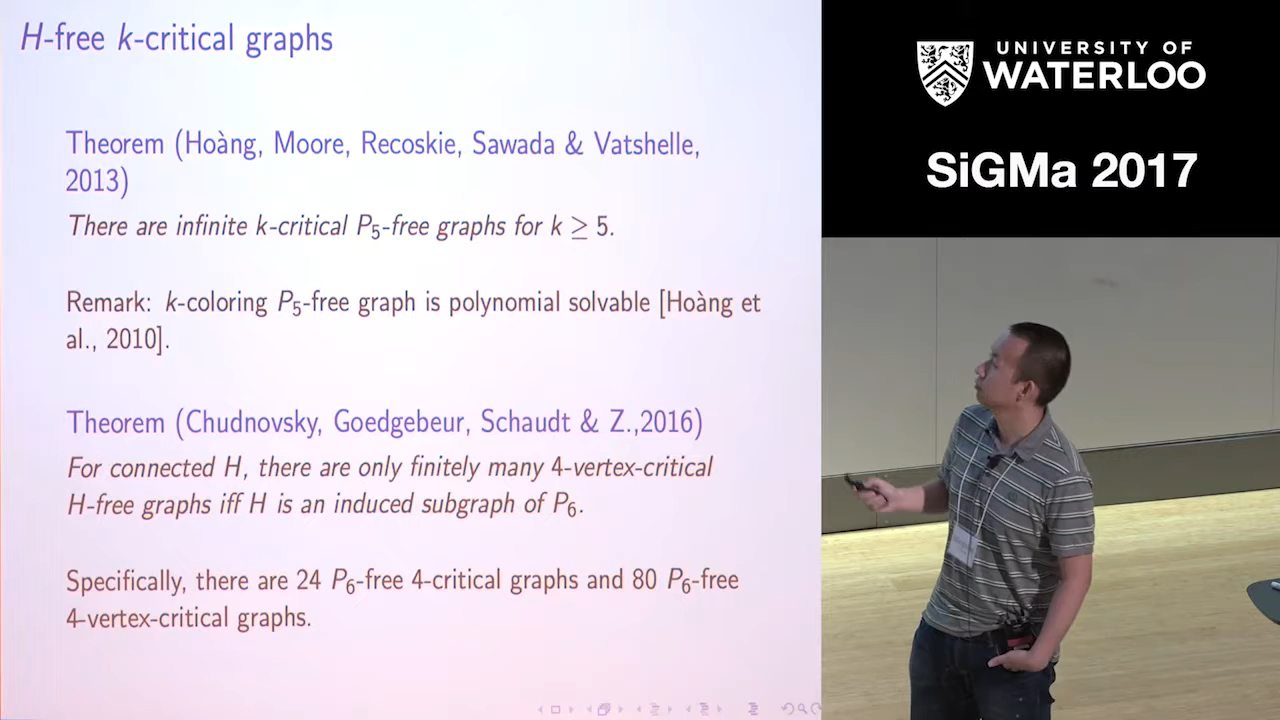 H-free k-critical graphs
Theorem (Hoàng, Moore, Recoskie, Sawada & Vatshelle,
2013)
There are infinite k-critical P₅-free graphs for k ≥ 5.
Remark: k-coloring P₅-free graph is polynomial solvable [Hoàng et
al., 2010].
Theorem (Chudnovsky, Goedgebeur, Schaudt & Z.,2016)
For connected H, there are only finitely many 4-vertex-critical
H-free graphs iff H is an induced subgraph of P₆.
Specifically, there are 24 P₆-free 4-critical graphs and 80 P₆-free
4-vertex-critical graphs.
UNIVERSITY OF
WATERLOO
SiGMa 2017